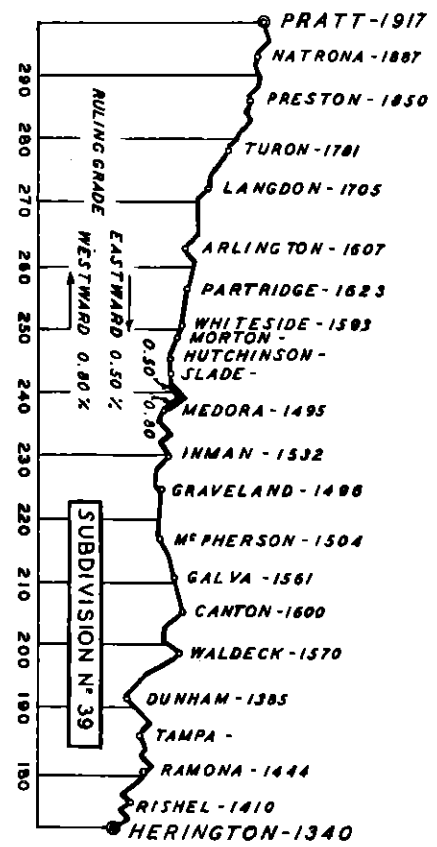 PRATT-1917
NATRONA-1887
PRESTON-1850
TURON-1781
LANGDON-1705
ARLINGTON-1607
PARTRIDGE-1623
WHITESIDE-1593
MORTON-
HUTCHINSON-
SLADE-
MEDORA-1495
INMAN-1532
GRAVELAND-1496
McPHERSON-1504
GALVA-1561
CANTON-1600
WALDECK-1570
DUNHAM-1385
TAMPA-
RAMONA-1444
RISHEL-1410
HERINGTON-1340
290
280
270
260
250
240
230
220
210
200
190
180
RULING GRADE
EASTWARD 0.50%
WESTWARD 0.80%
0.50
0.80
SUBDIVISION Nº 39